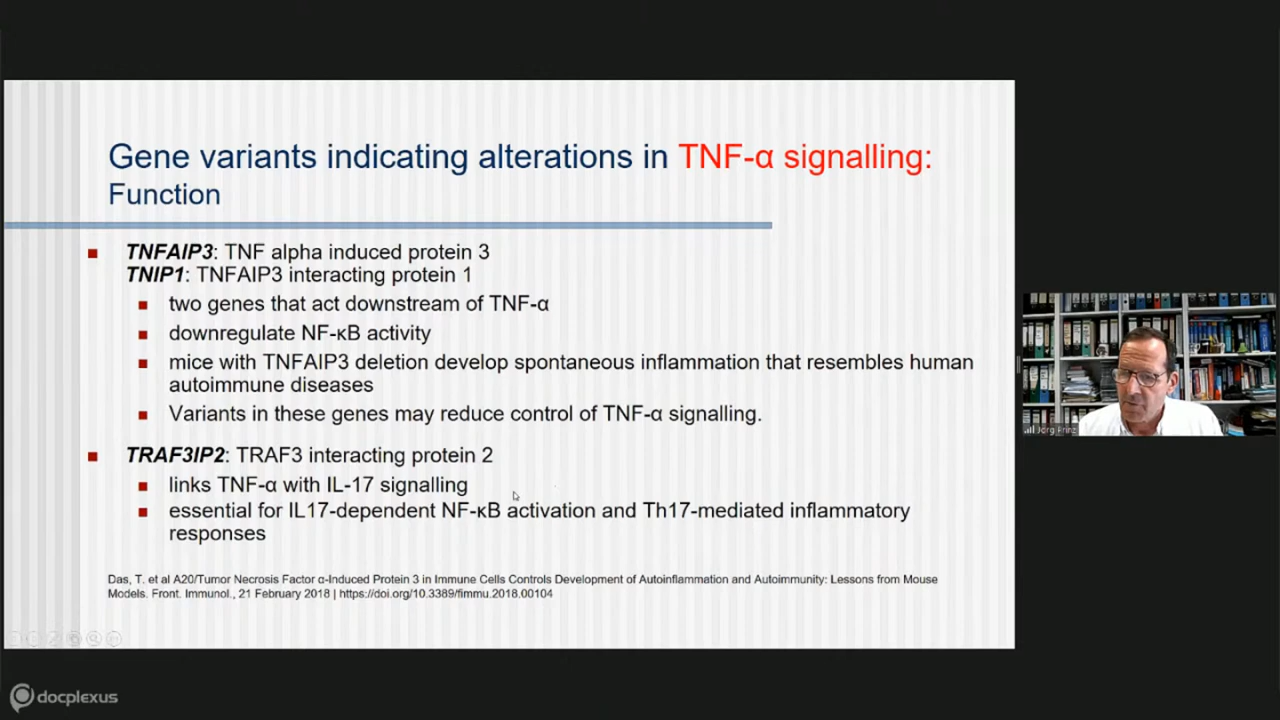 Gene variants indicating alterations in TNF-α signalling:
Function
TNFAIP3: TNF alpha induced protein 3
TNIP1: TNFAIP3 interacting protein 1
two genes that act downstream of TNF-α
downregulate NF-κB activity
mice with TNFAIP3 deletion develop spontaneous inflammation that resembles human
autoimmune diseases
Variants in these genes may reduce control of TNF-α signalling.
TRAF3IP2: TRAF3 interacting protein 2
links TNF-α with IL-17 signalling
essential for IL17-dependent NF-κB activation and Th17-mediated inflammatory
responses
Das, T. et al A20/Tumor Necrosis Factor α-Induced Protein 3 in Immune Cells Controls Development of Autoinflammation and Autoimmunity: Lessons from Mouse
Models. Front. Immunol., 21 February 2018 | https://doi.org/10.3389/fimmu.2018.00104
Jörg Prinz
docplexus